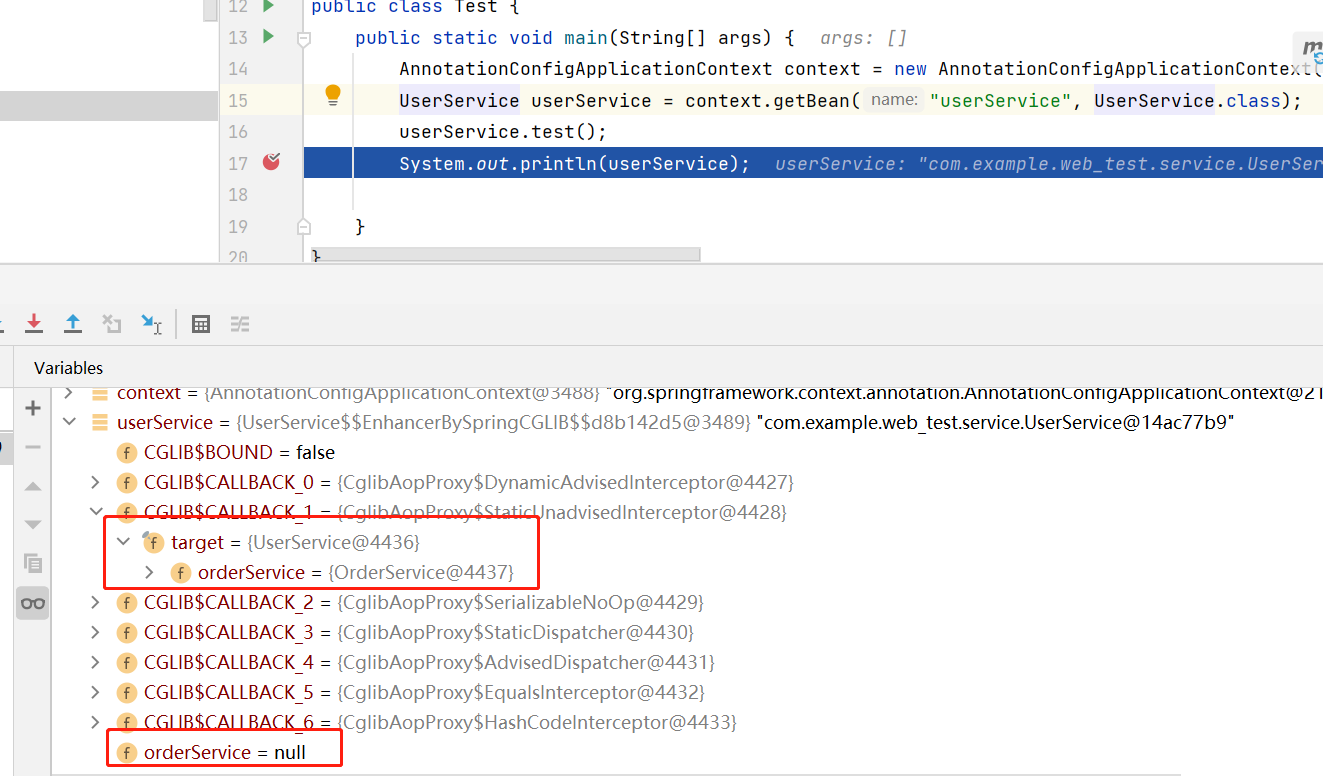 12 public class Test {
13 public static void main(String[] args) { args: []
14 AnnotationConfigApplicationContext context = new AnnotationConfigApplicationContext(
15 UserService userService = context.getBean( name: "userService", UserService.class);
16 userService.test();
17 System.out.println(userService); userService: "com.example.web_test.service.UserSer
18
19 }
20 }
Variables
context = {AnnotationConfigApplicationContext@3488} "org.springframework.context.annotation.AnnotationConfigApplicationContext@21
userService = {UserService$$EnhancerBySpringCGLIB$$d8b142d5@3489} "com.example.web_test.service.UserService@14ac77b9"
f CGLIB$BOUND = false
f CGLIB$CALLBACK_0 = {CglibAopProxy$DynamicAdvisedInterceptor@4427}
f CGLIB$CALLBACK_1 = {CglibAopProxy$StaticUnadvisedInterceptor@4428}
f target = {UserService@4436}
f orderService = {OrderService@4437}
f CGLIB$CALLBACK_2 = {CglibAopProxy$SerializableNoOp@4429}
f CGLIB$CALLBACK_3 = {CglibAopProxy$StaticDispatcher@4430}
f CGLIB$CALLBACK_4 = {CglibAopProxy$AdvisedDispatcher@4431}
f CGLIB$CALLBACK_5 = {CglibAopProxy$EqualsInterceptor@4432}
f CGLIB$CALLBACK_6 = {CglibAopProxy$HashCodeInterceptor@4433}
f orderService = null